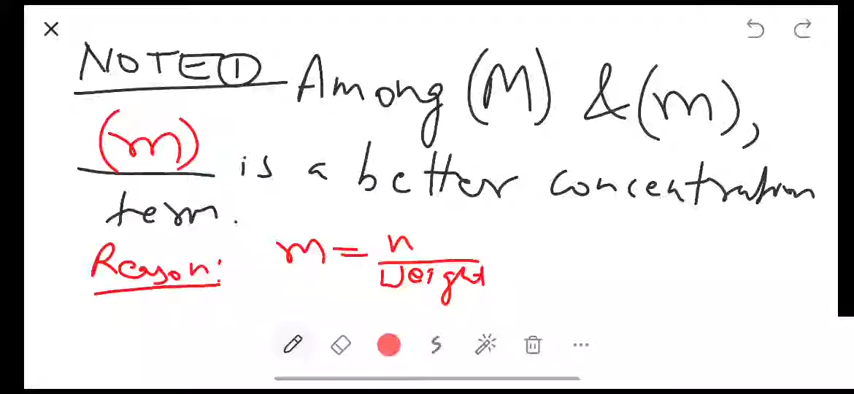 NOTE① Among (M) & (m),
(m) is a better concentration
term.
Reason: m = n/Weight